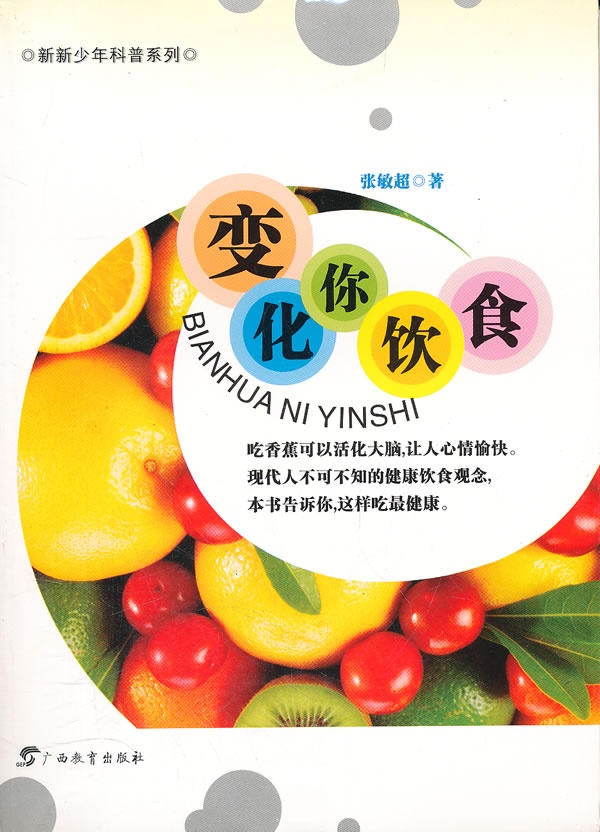 ◎新新少年科普系列◎
张敏超◎著
变化你饮食
BIANHUA NI YINSHI
吃香蕉可以活化大脑,让人心情愉快。
现代人不可不知的健康饮食观念,
本书告诉你,这样吃最健康。
GEP 广西教育出版社